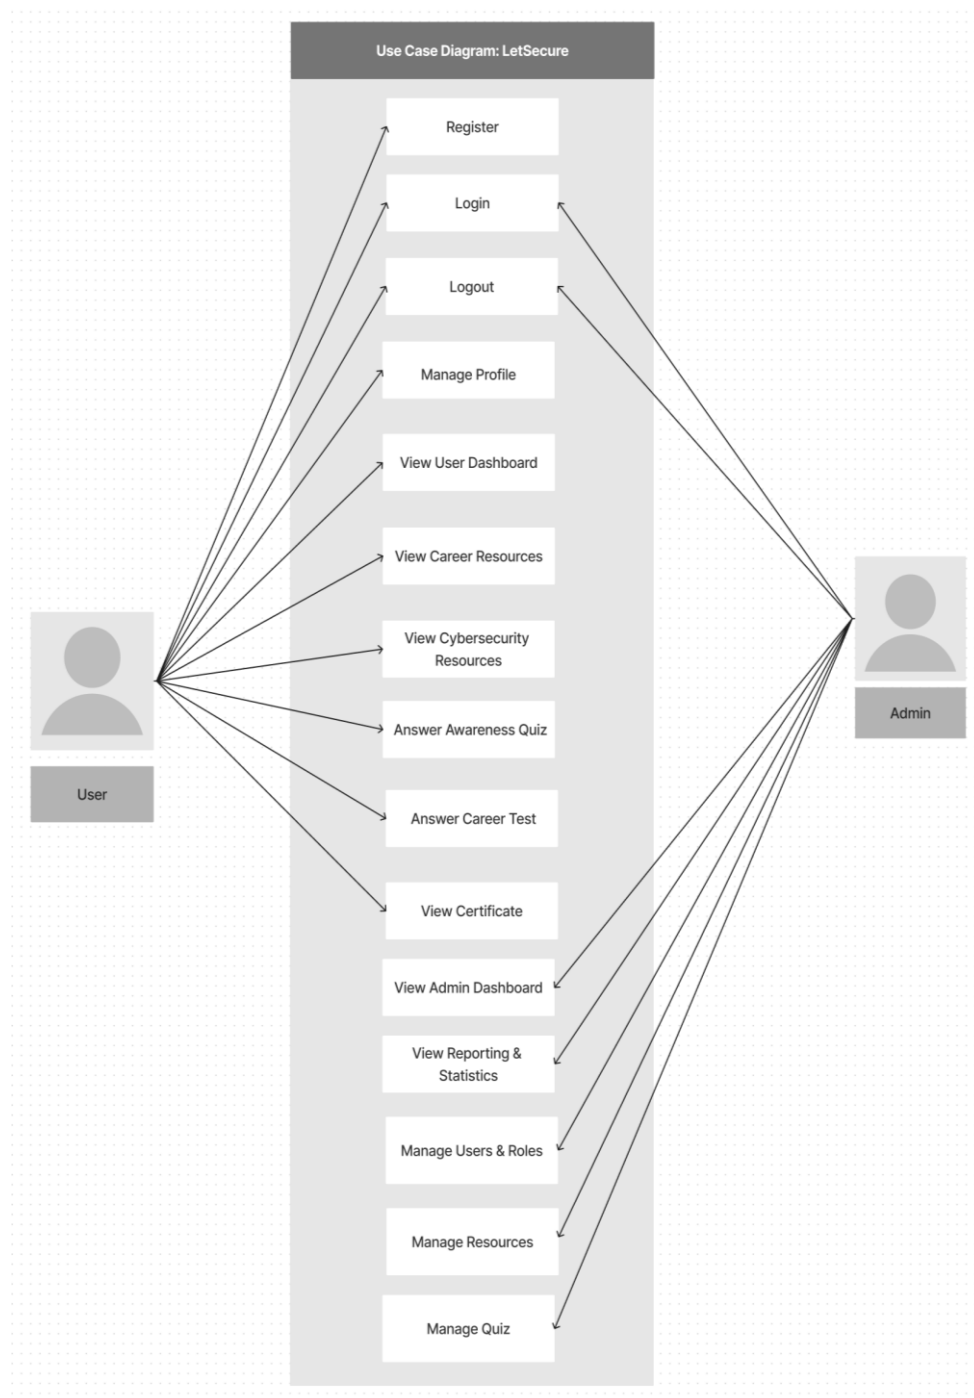 Use Case Diagram: LetSecure
Register
Login
Logout
Manage Profile
View User Dashboard
View Career Resources
View Cybersecurity
Resources
Answer Awareness Quiz
Admin
User
Answer Career Test
View Certificate
View Admin Dashboard
View Reporting &
Statistics
Manage Users & Roles
Manage Resources
Manage Quiz